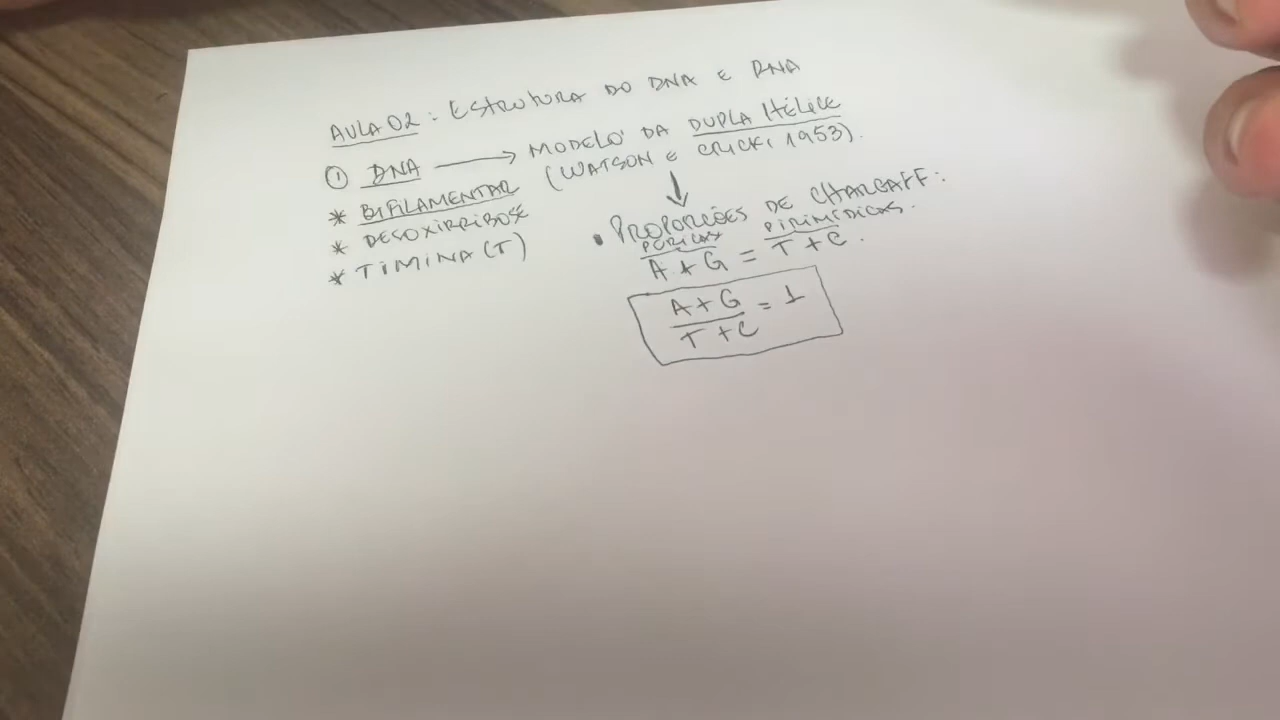 AULA 02: ESTRUTURA DO DNA E RNA
① DNA → MODELO DA DUPLA HÉLICE
(WATSON E CRICK, 1953).
* BIFILAMENTAR
* DESOXIRRIBOSE
* TIMINA (T)
• PROPORÇÕES DE CHARGAFF:
PÚRICAS PIRIMÍDICAS.
A + G = T + C.
A + G
T + C
= 1